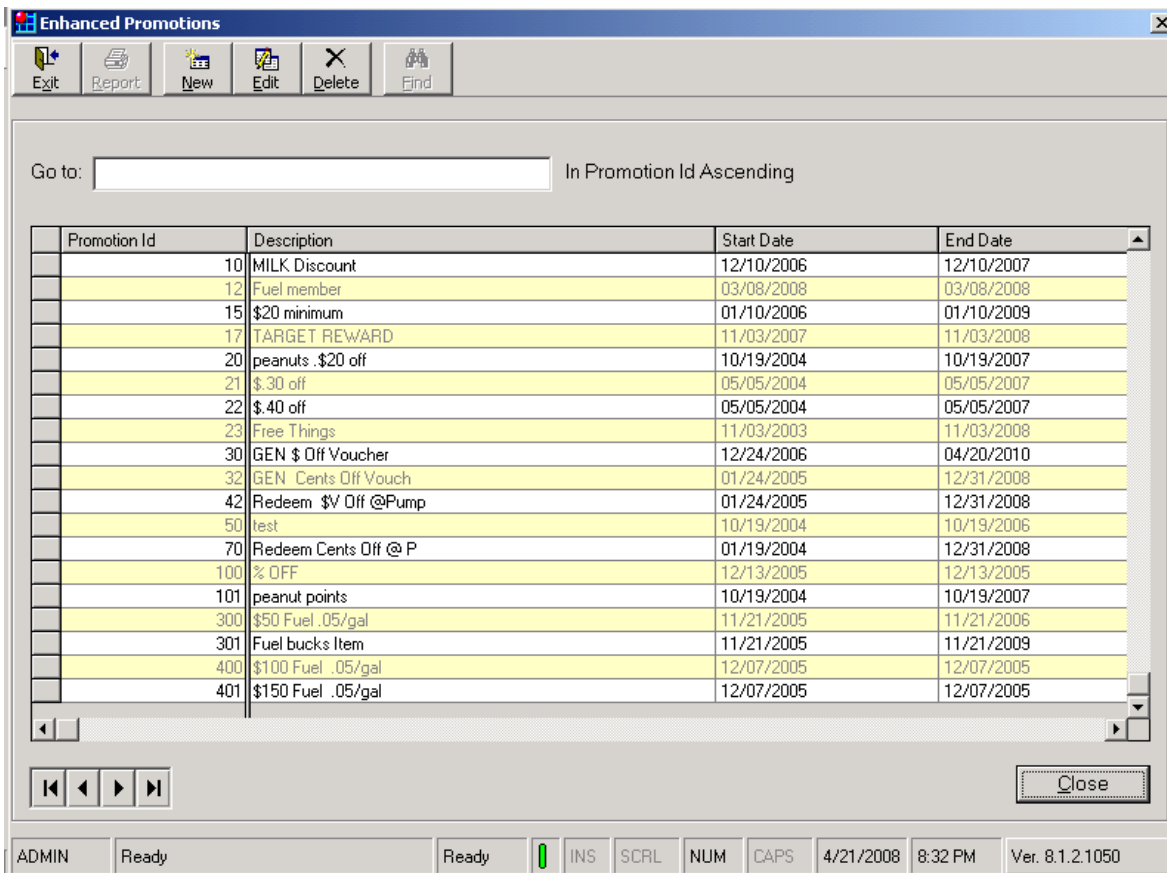 Enhanced Promotions
Exit Report New Edit Delete Find
Go to: In Promotion Id Ascending
Promotion Id Description Start Date End Date
10 MILK Discount 12/10/2006 12/10/2007
12 Fuel member 03/08/2008 03/08/2008
15 $20 minimum 01/10/2006 01/10/2009
17 TARGET REWARD 11/03/2007 11/03/2008
20 peanuts .$20 off 10/19/2004 10/19/2007
21 $.30 off 05/05/2004 05/05/2007
22 $.40 off 05/05/2004 05/05/2007
23 Free Things 11/03/2003 11/03/2008
30 GEN $ Off Voucher 12/24/2006 04/20/2010
32 GEN  Cents Off Vouch 01/24/2005 12/31/2008
42 Redeem  $V Off @Pump 01/24/2005 12/31/2008
50 test 10/19/2004 10/19/2006
70 Redeem Cents Off @ P 01/19/2004 12/31/2008
100 % OFF 12/13/2005 12/13/2005
101 peanut points 10/19/2004 10/19/2007
300 $50 Fuel .05/gal 11/21/2005 11/21/2006
301 Fuel bucks Item 11/21/2005 11/21/2009
400 $100 Fuel  .05/gal 12/07/2005 12/07/2005
401 $150 Fuel  .05/gal 12/07/2005 12/07/2005
Close
ADMIN Ready Ready INS SCRL NUM CAPS 4/21/2008 8:32 PM Ver. 8.1.2.1050